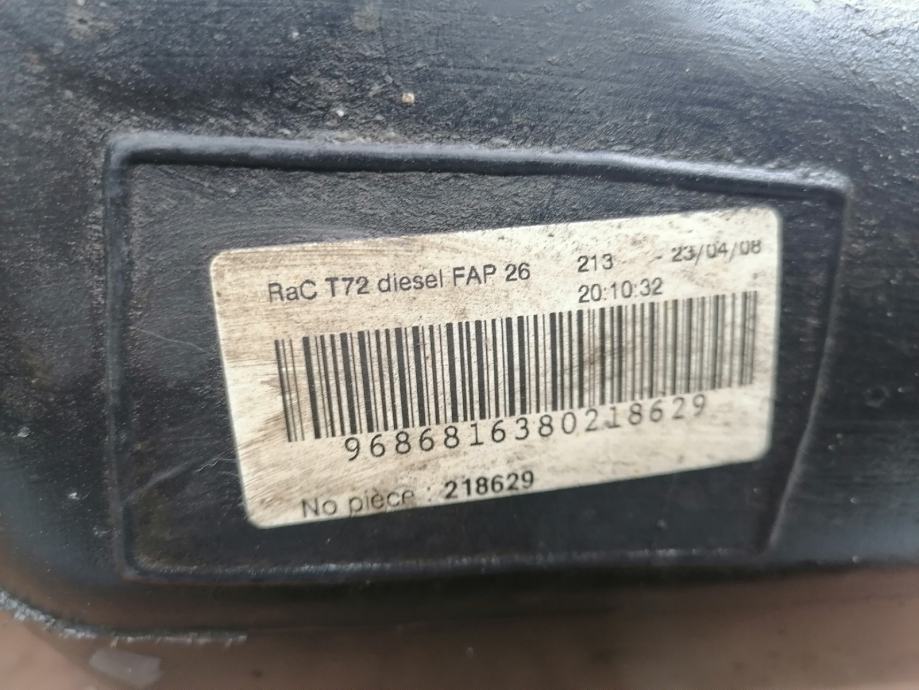 RaC T72 diesel FAP 26 213 - 23/04/08
20:10:32
9686816380218629
No pièce : 218629